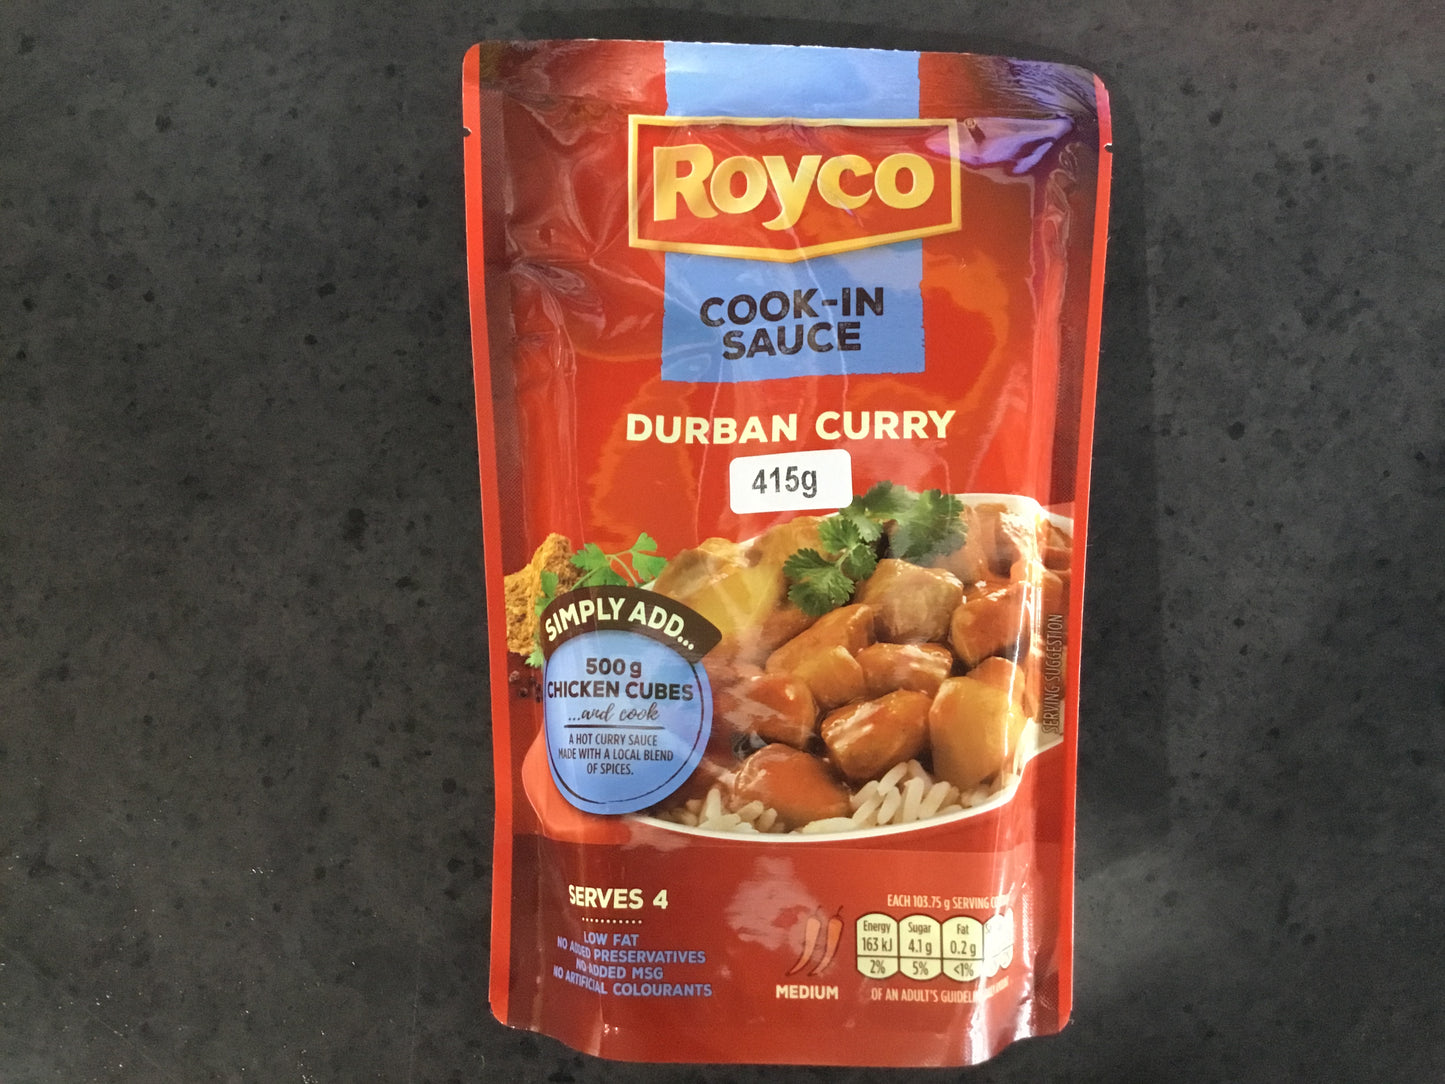 ROYCO
®
COOK-IN
SAUCE
DURBAN CURRY
415g
SIMPLY ADD...
500 g
CHICKEN CUBES
...and cook
A HOT CURRY SAUCE
MADE WITH A LOCAL BLEND
OF SPICES.
SERVING SUGGESTION
SERVES 4
LOW FAT
NO ADDED PRESERVATIVES
NO ADDED MSG
NO ARTIFICIAL COLOURANTS
MEDIUM
EACH 103.75 g SERVING
Energy Sugar Fat
163 kJ 4.1 g 0.2 g
2% 5% <1%
OF AN ADULT'S